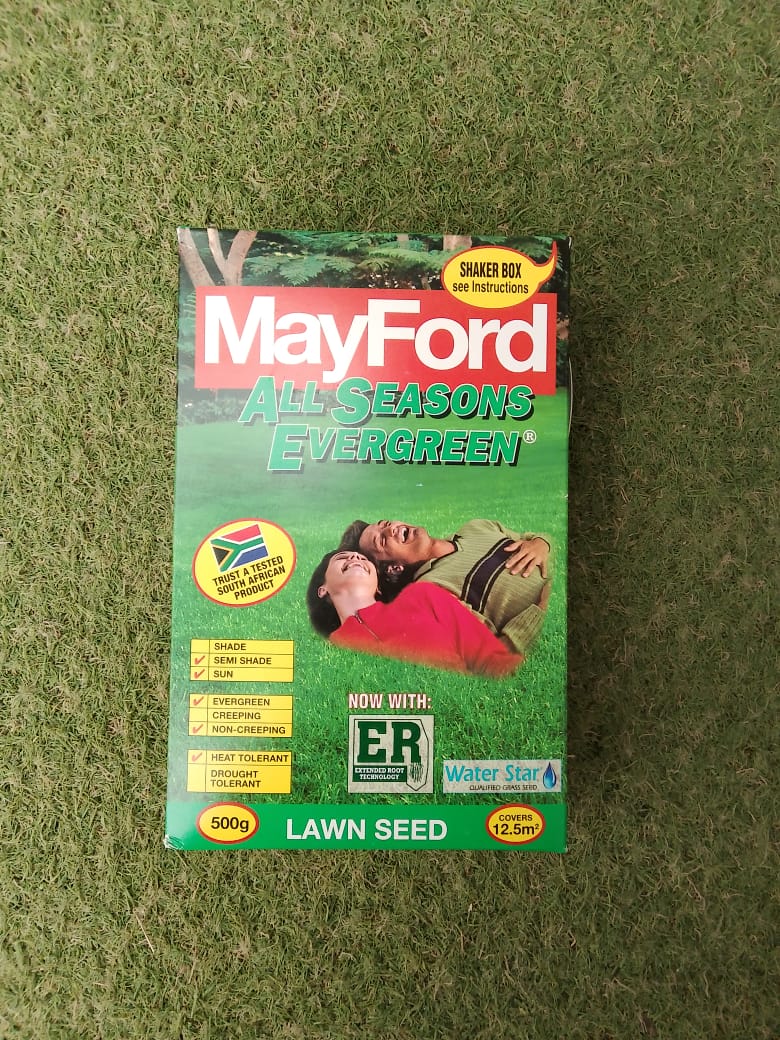 SHAKER BOX
see Instructions
MayFord
ALL SEASONS
EVERGREEN®
TRUST A TESTED
SOUTH AFRICAN
PRODUCT
SHADE
✓ SEMI SHADE
✓ SUN
✓ EVERGREEN
CREEPING
✓ NON-CREEPING
✓ HEAT TOLERANT
DROUGHT
TOLERANT
NOW WITH:
ER
EXTENDED ROOT
TECHNOLOGY
Water Star
QUALIFIED GRASS SEED
500g
LAWN SEED
COVERS
12.5m²